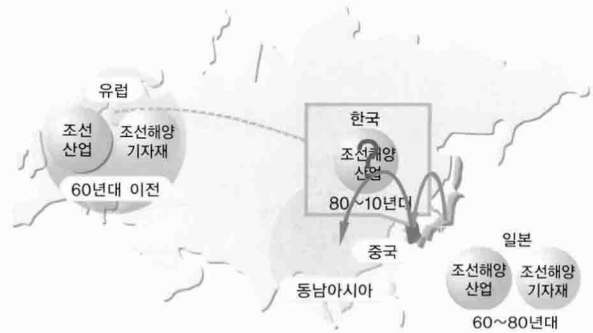 유럽
조선
산업
조선해양
기자재
60년대 이전
한국
조선해양
산업
?
80~10년대
중국
동남아시아
일본
조선해양
산업
조선해양
기자재
60~80년대